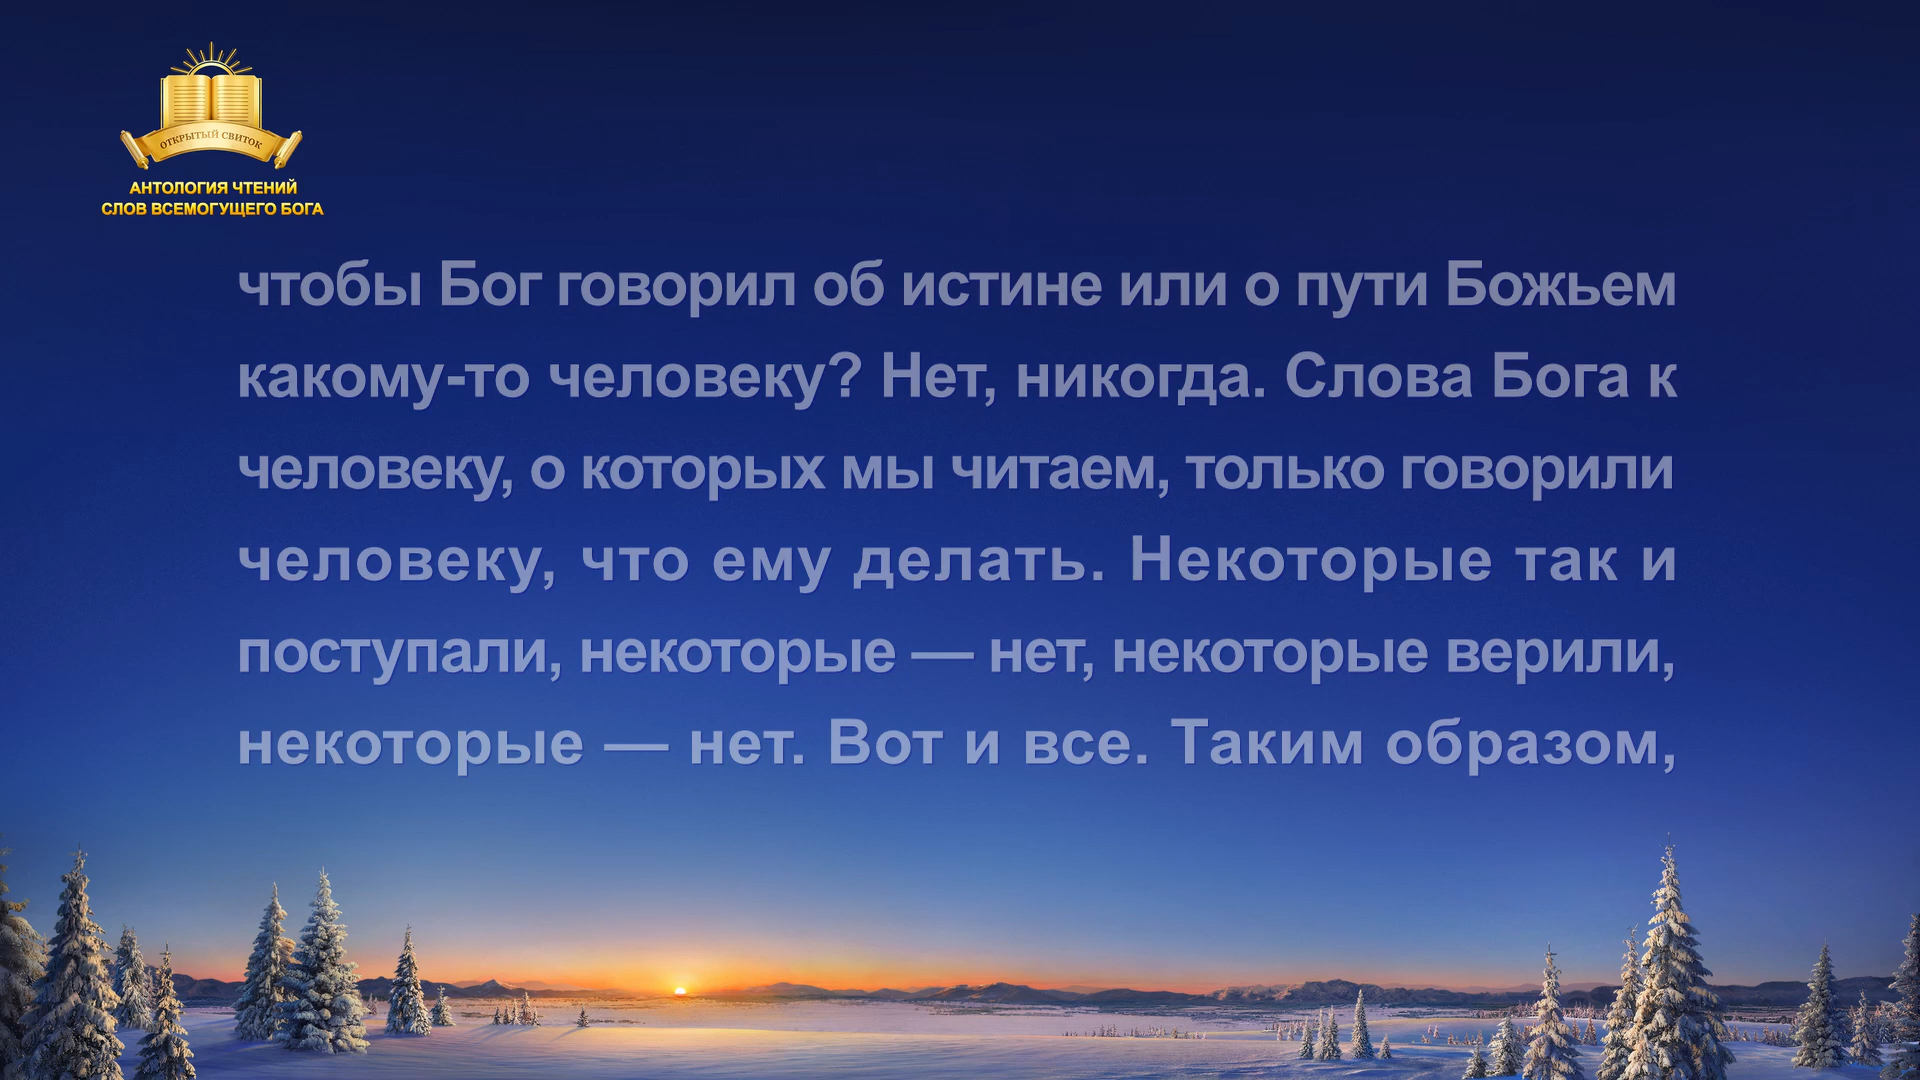 ОТКРЫТЫЙ СВИТОК
АНТОЛОГИЯ ЧТЕНИЙ
СЛОВ ВСЕМОГУЩЕГО БОГА
чтобы Бог говорил об истине или о пути Божьем
какому-то человеку? Нет, никогда. Слова Бога к
человеку, о которых мы читаем, только говорили
человеку, что ему делать. Некоторые так и
поступали, некоторые — нет, некоторые верили,
некоторые — нет. Вот и все. Таким образом,